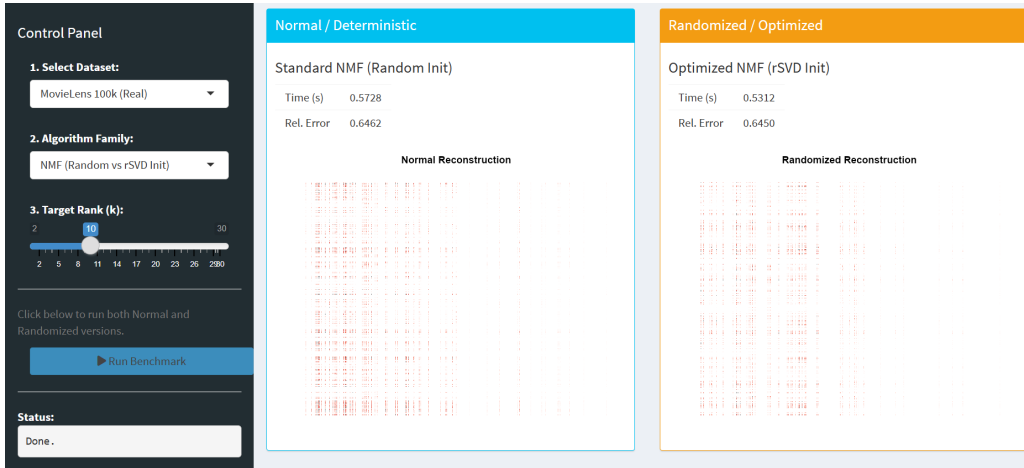 Control Panel
1. Select Dataset:
MovieLens 100k (Real)
2. Algorithm Family:
NMF (Random vs rSVD Init)
3. Target Rank (k):
2 10 30
2 5 8 11 14 17 20 23 26 29 30
Click below to run both Normal and
Randomized versions.
Run Benchmark
Status:
Done.
Normal / Deterministic
Standard NMF (Random Init)
Time (s) 0.5728
Rel. Error 0.6462
Normal Reconstruction
Randomized / Optimized
Optimized NMF (rSVD Init)
Time (s) 0.5312
Rel. Error 0.6450
Randomized Reconstruction